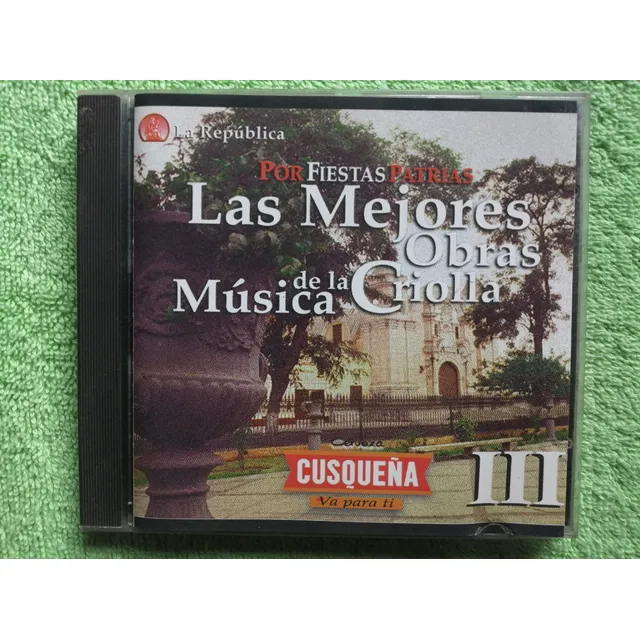 La República
POR FIESTAS PATRIAS
Las Mejores
Obras
de la
Música Criolla
Cerveza
CUSQUEÑA
Va para ti
III